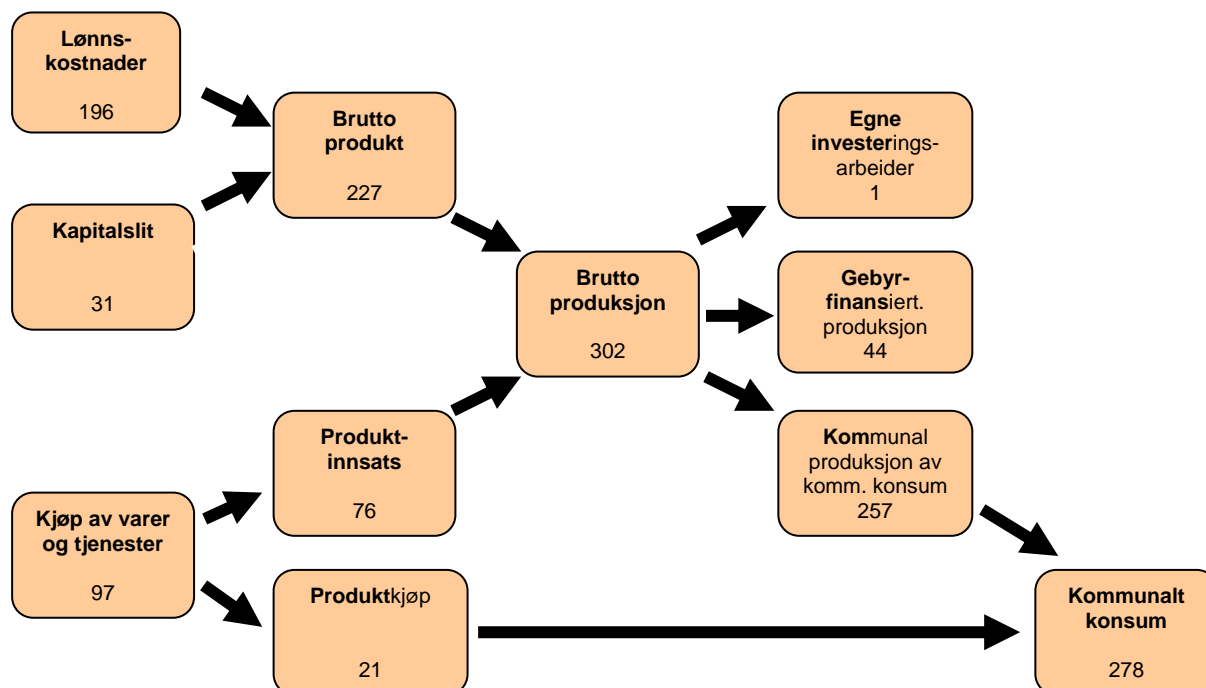 Lønns-
kostnader
196
Kapitalslit
31
Kjøp av varer
og tjenester
97
Brutto
produkt
227
Produkt-
innsats
76
Produktkjøp
21
Brutto
produksjon
302
Egne
investerings-
arbeider
1
Gebyr-
finansiert.
produksjon
44
Kommunal
produksjon av
komm. konsum
257
Kommunalt
konsum
278